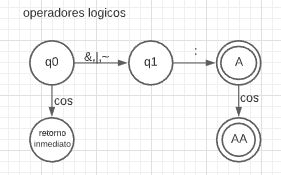 operadores logicos
q0
&,|,~
q1
:
A
cos
cos
retorno
inmediato
AA